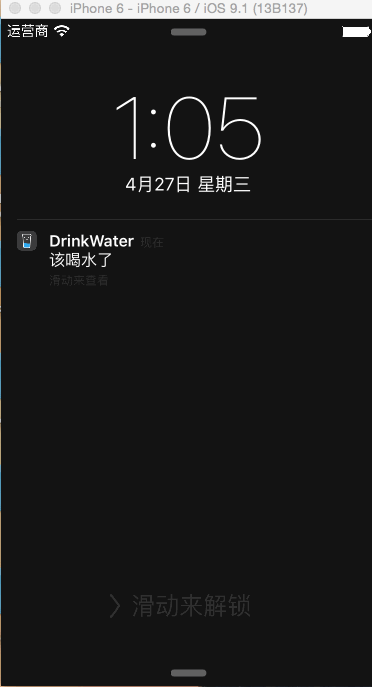 iPhone 6 - iPhone 6 / iOS 9.1 (13B137)
运营商
1:05
4月27日 星期三
DrinkWater 现在
该喝水了
滑动来查看
滑动来解锁